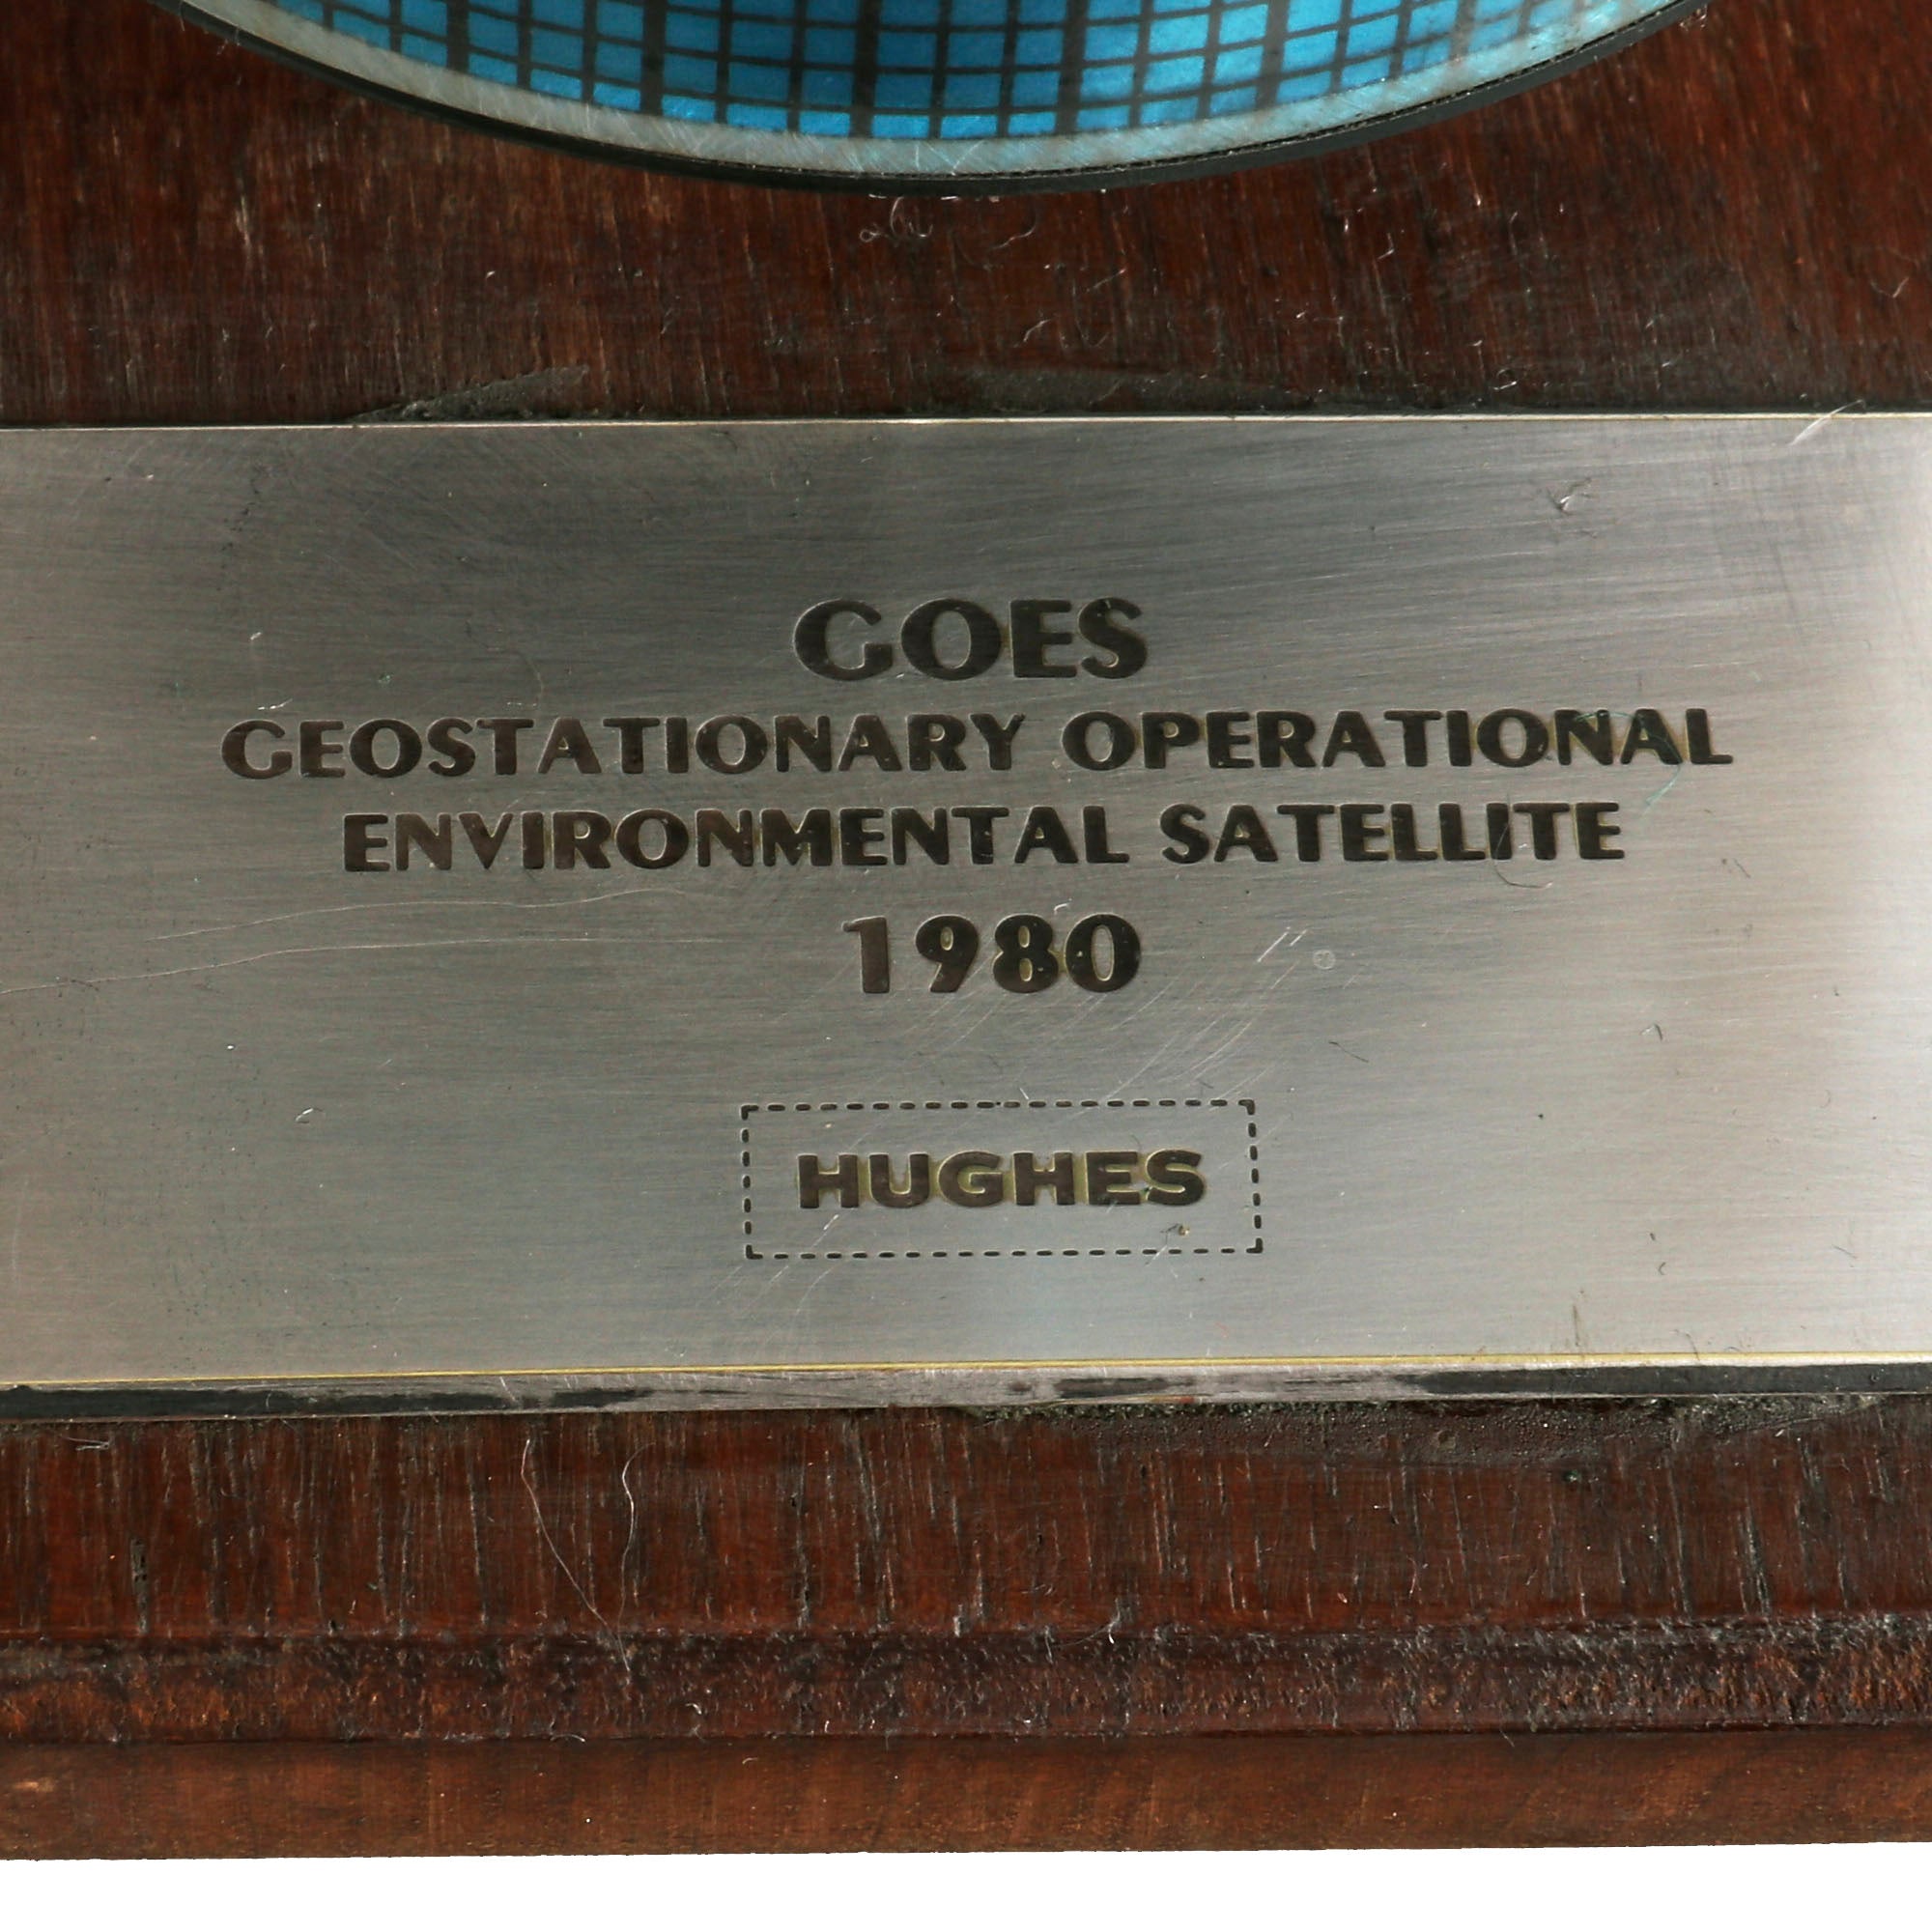 GOES
GEOSTATIONARY OPERATIONAL
ENVIRONMENTAL SATELLITE
1980
HUGHES